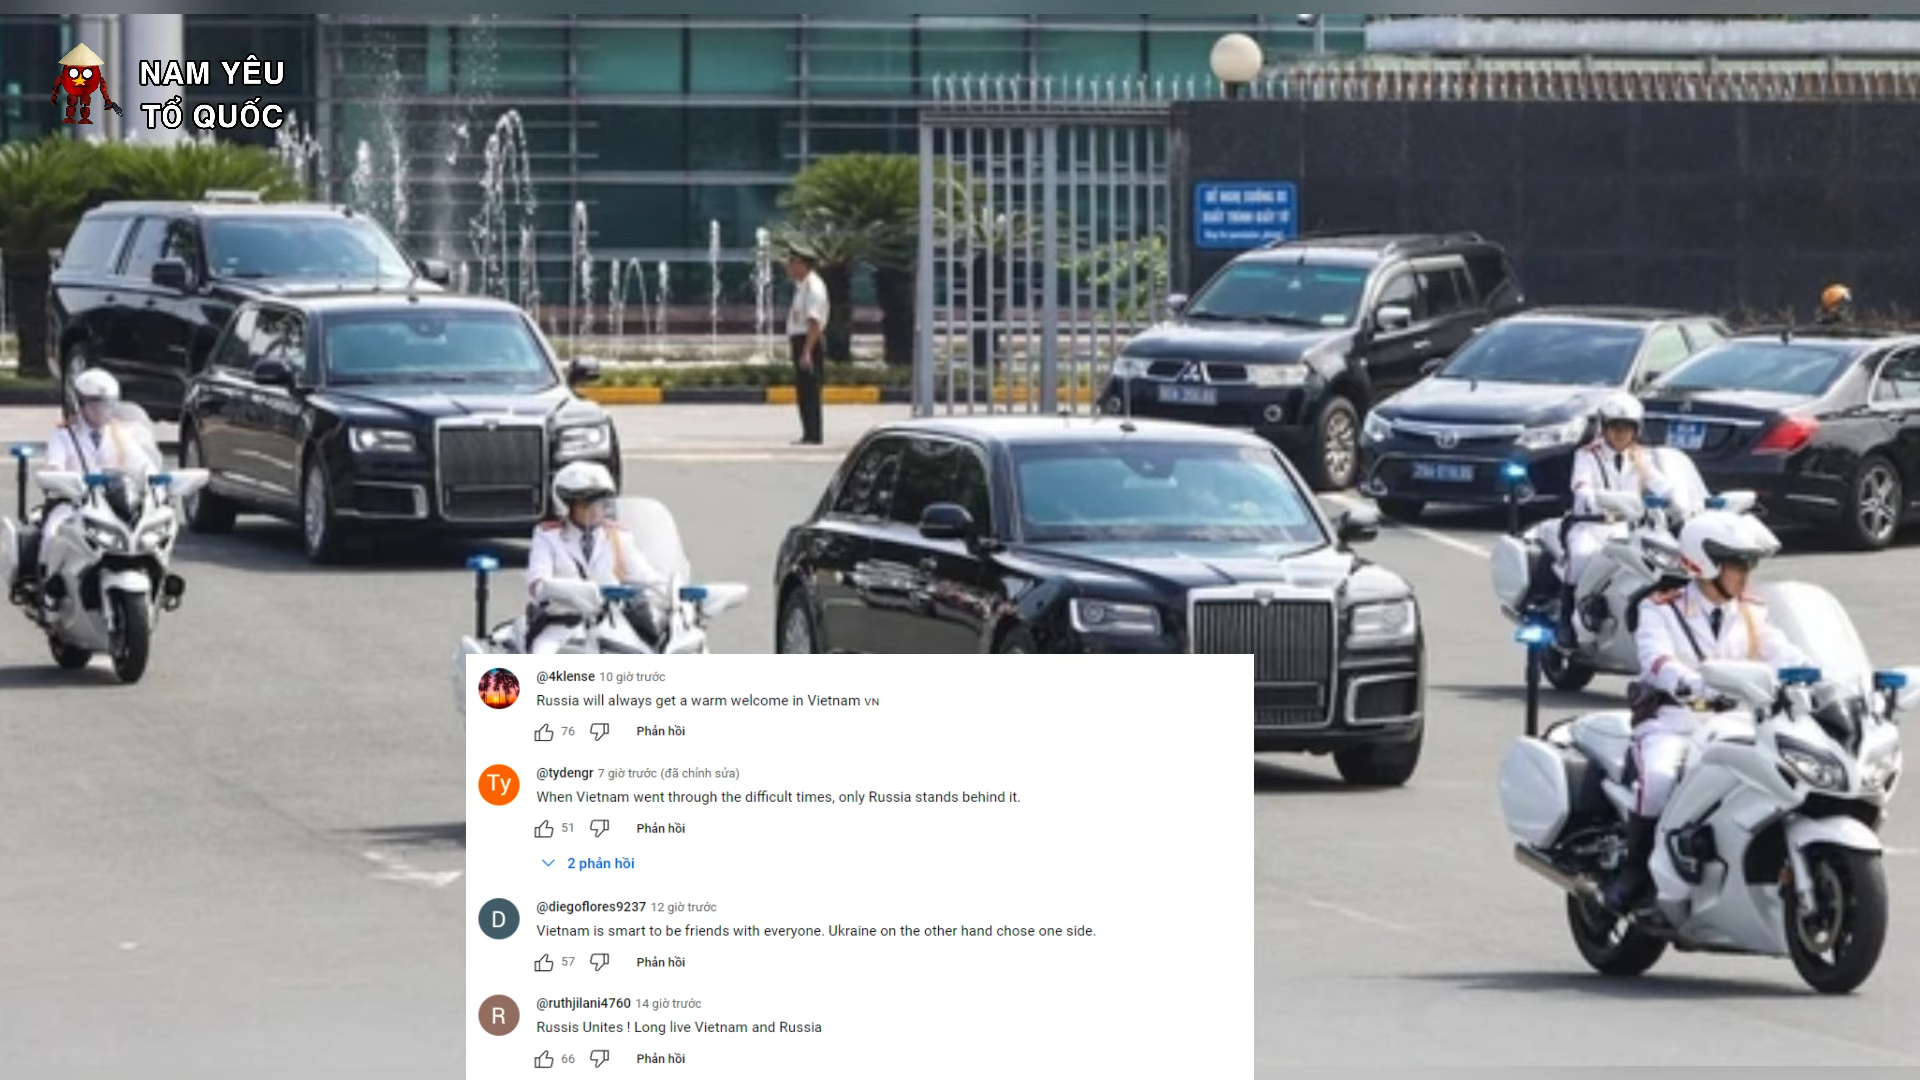 NAM YÊU
TỔ QUỐC
@4klense 10 giờ trước
Russia will always get a warm welcome in Vietnam VN
76 Phản hồi
Ty
@tydengr 7 giờ trước (đã chỉnh sửa)
When Vietnam went through the difficult times, only Russia stands behind it.
51 Phản hồi
2 phản hồi
D
@diegoflores9237 12 giờ trước
Vietnam is smart to be friends with everyone. Ukraine on the other hand chose one side.
57 Phản hồi
R
@ruthjilani4760 14 giờ trước
Russis Unites ! Long live Vietnam and Russia
66 Phản hồi